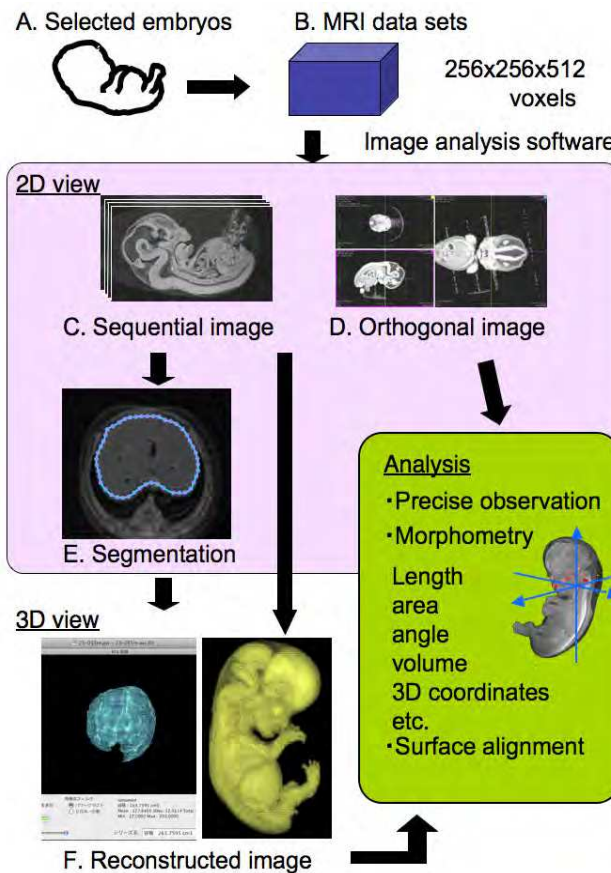 A. Selected embryos
B. MRI data sets
256x256x512
voxels
Image analysis software
2D view
C. Sequential image
D. Orthogonal image
E. Segmentation
Analysis
・Precise observation
・Morphometry
Length
area
angle
volume
3D coordinates
etc.
・Surface alignment
3D view
F. Reconstructed image